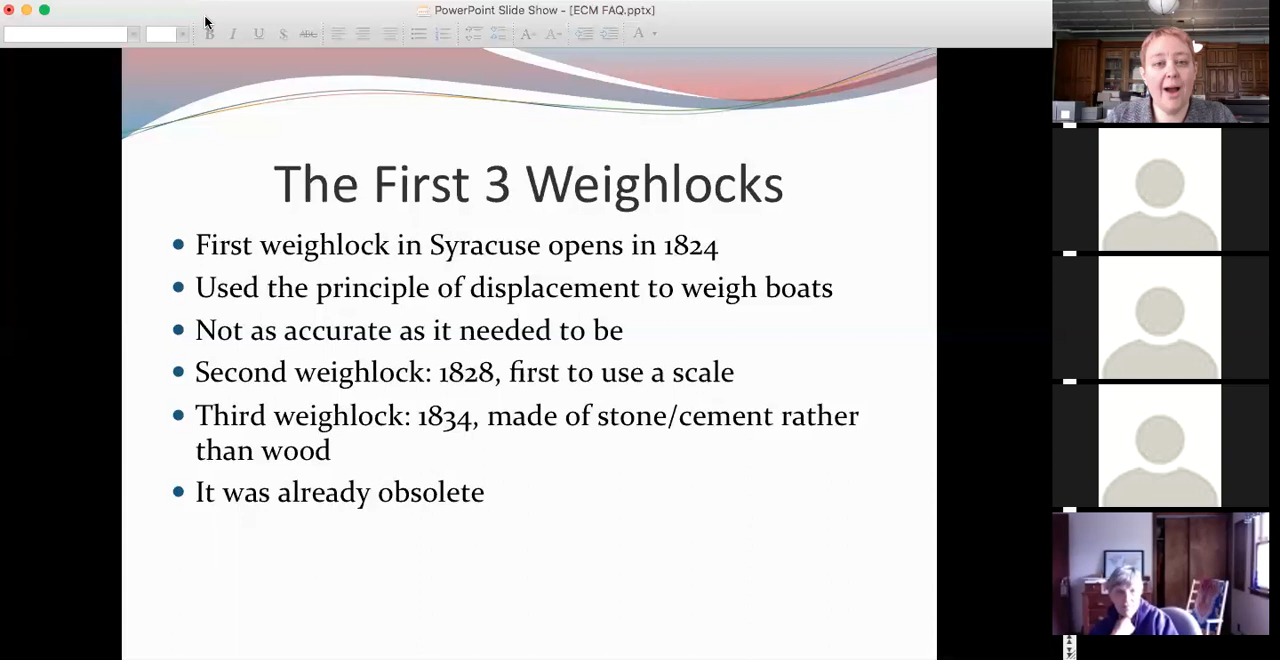 PowerPoint Slide Show - [ECM FAQ.pptx]
B I U S ABC A A A
The First 3 Weighlocks
• First weighlock in Syracuse opens in 1824
• Used the principle of displacement to weigh boats
• Not as accurate as it needed to be
• Second weighlock: 1828, first to use a scale
• Third weighlock: 1834, made of stone/cement rather
than wood
• It was already obsolete